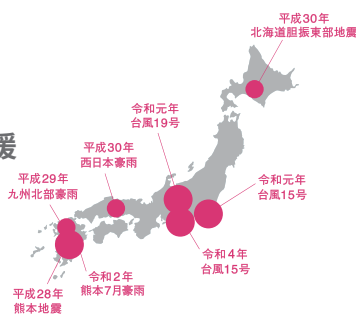 平成30年
北海道胆振東部地震
令和元年
台風19号
平成30年
西日本豪雨
援
平成29年
九州北部豪雨
令和元年
台風15号
令和4年
台風15号
令和2年
熊本7月豪雨
平成28年
熊本地震